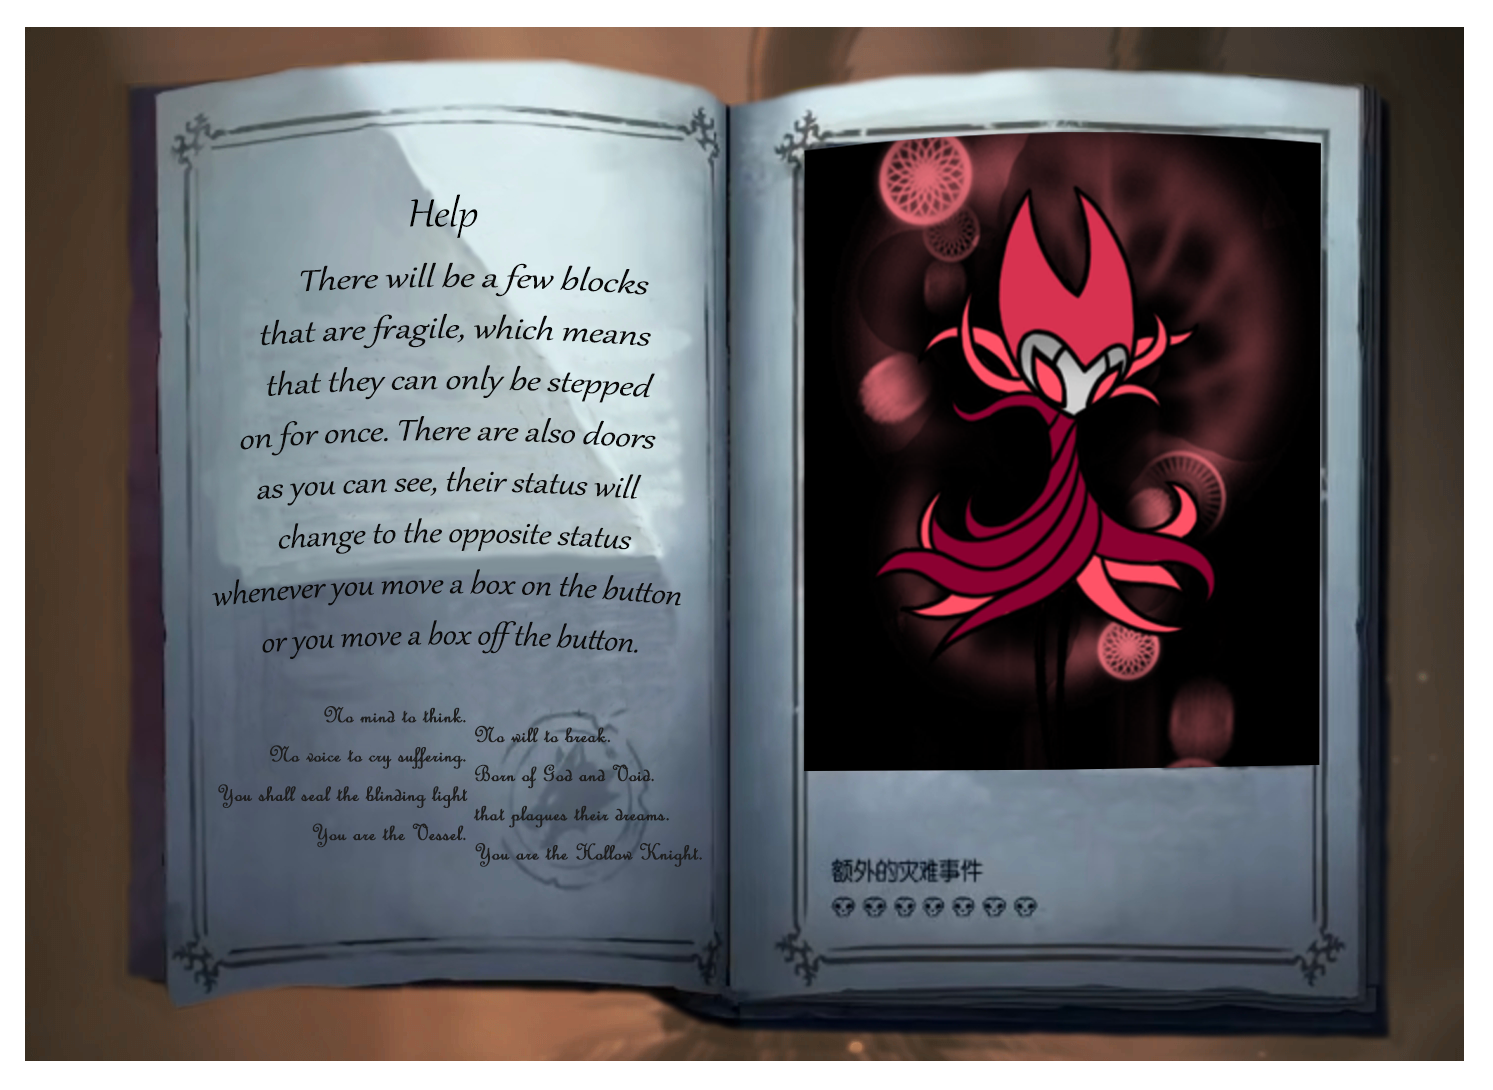 Help
There will be a few blocks
that are fragile, which means
that they can only be stepped
on for once. There are also doors
as you can see, their status will
change to the opposite status
whenever you move a box on the button
or you move a box off the button.
No mind to think.
No will to break.
No voice to cry suffering.
Born of God and Void.
You shall seal the blinding light
that plagues their dreams.
You are the Vessel.
You are the Hollow Knight.
额外的灾难事件